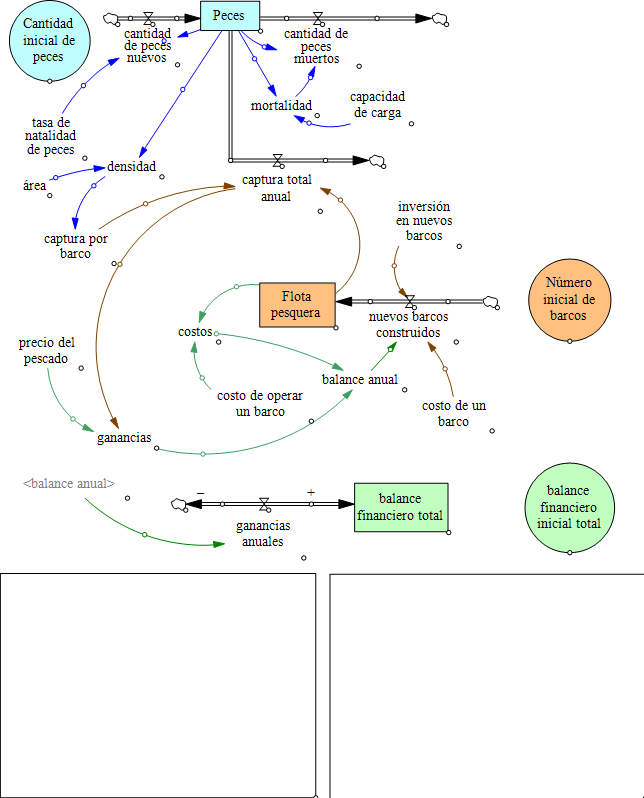 Cantidad
inicial de
peces
Peces
cantidad
de peces
nuevos
cantidad de
peces
muertos
tasa de
natalidad
de peces
mortalidad
capacidad
de carga
densidad
área
captura total
anual
captura por
barco
inversión
en nuevos
barcos
Flota
pesquera
Número
inicial de
barcos
nuevos barcos
construidos
costos
precio del
pescado
balance anual
costo de operar
un barco
costo de un
barco
ganancias
<balance anual>
−
+
ganancias
anuales
balance
financiero total
balance
financiero
inicial total